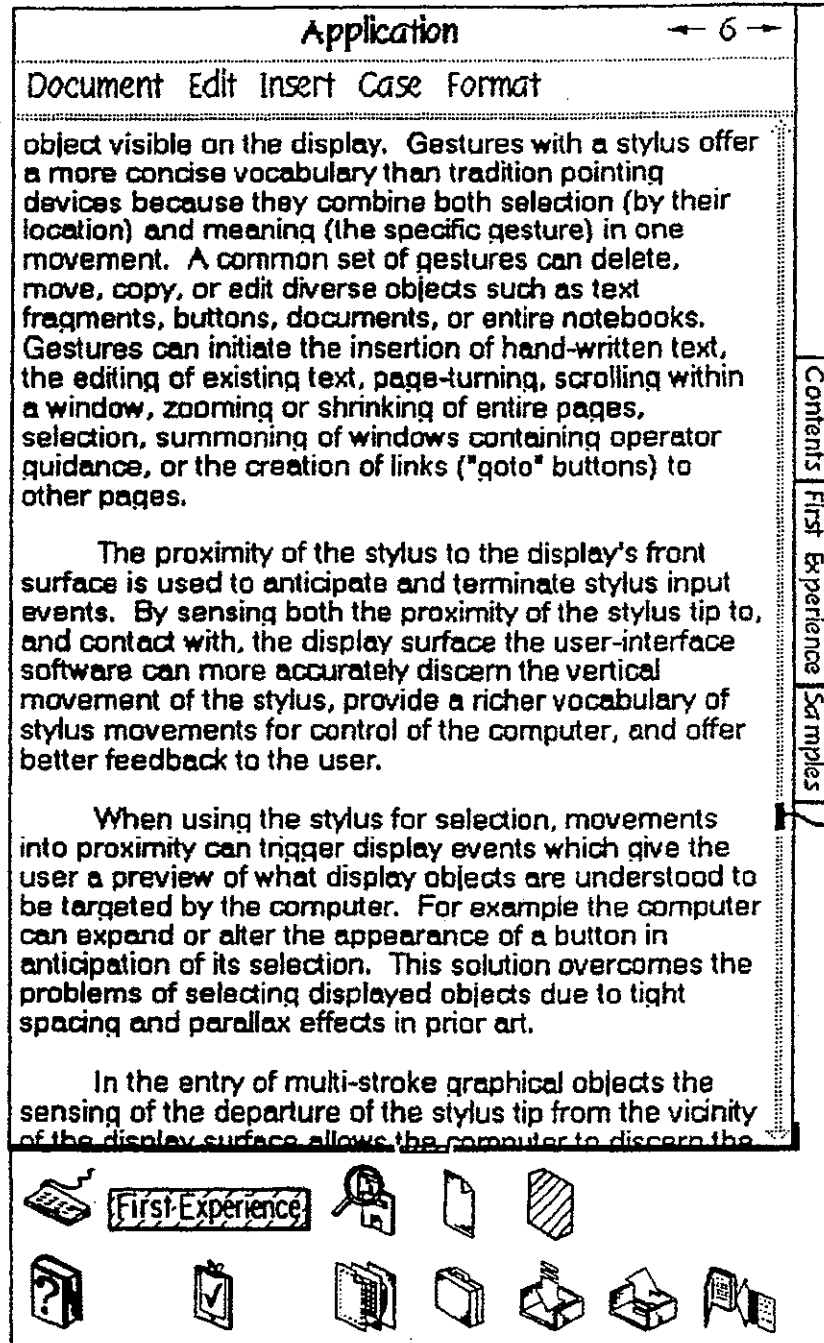 Application
← 6 →
Document Edit Insert Case Format
object visible on the display. Gestures with a stylus offer
a more concise vocabulary than tradition pointing
devices because they combine both selection (by their
location) and meaning (the specific gesture) in one
movement. A common set of gestures can delete,
move, copy, or edit diverse objects such as text
fragments, buttons, documents, or entire notebooks.
Gestures can initiate the insertion of hand-written text,
the editing of existing text, page-turning, scrolling within
a window, zooming or shrinking of entire pages,
selection, summoning of windows containing operator
guidance, or the creation of links ("goto" buttons) to
other pages.
The proximity of the stylus to the display's front
surface is used to anticipate and terminate stylus input
events. By sensing both the proximity of the stylus tip to,
and contact with, the display surface the user-interface
software can more accurately discern the vertical
movement of the stylus, provide a richer vocabulary of
stylus movements for control of the computer, and offer
better feedback to the user.
When using the stylus for selection, movements
into proximity can trigger display events which give the
user a preview of what display objects are understood to
be targeted by the computer. For example the computer
can expand or alter the appearance of a button in
anticipation of its selection. This solution overcomes the
problems of selecting displayed objects due to tight
spacing and parallax effects in prior art.
In the entry of multi-stroke graphical objects the
sensing of the departure of the stylus tip from the vicinity
of the display surface allows the computer to discern the
Contents
First Experience
Samples
First Experience
?